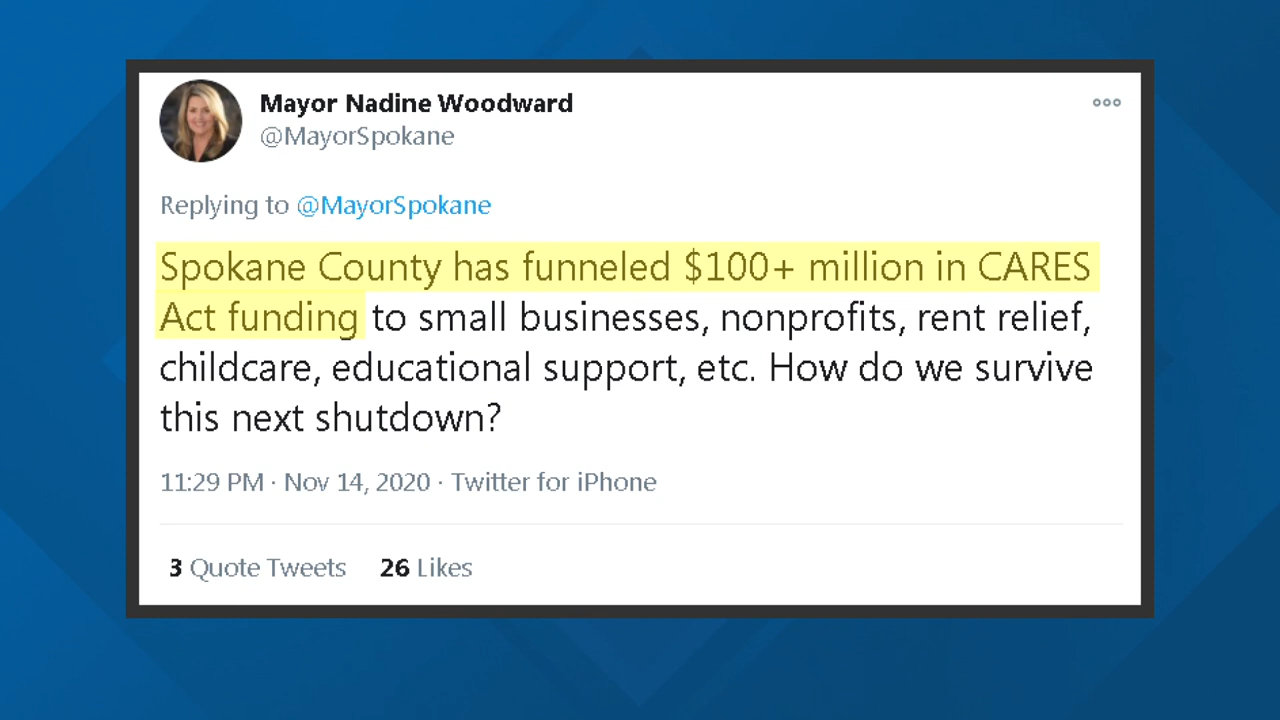 Mayor Nadine Woodward
@MayorSpokane
Replying to @MayorSpokane
Spokane County has funneled $100+ million in CARES
Act funding to small businesses, nonprofits, rent relief,
childcare, educational support, etc. How do we survive
this next shutdown?
11:29 PM · Nov 14, 2020 · Twitter for iPhone
3 Quote Tweets 26 Likes